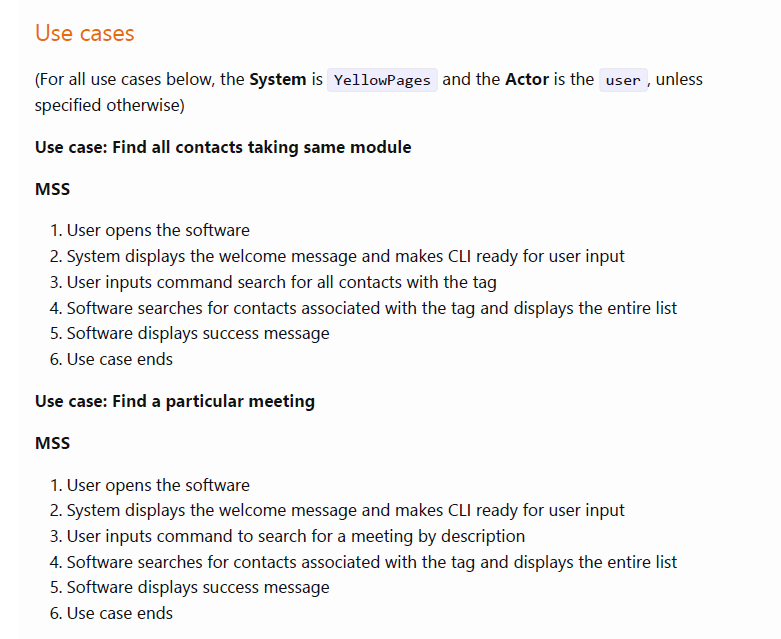 Use cases
(For all use cases below, the System is YellowPages and the Actor is the user, unless
specified otherwise)
Use case: Find all contacts taking same module
MSS
1. User opens the software
2. System displays the welcome message and makes CLI ready for user input
3. User inputs command search for all contacts with the tag
4. Software searches for contacts associated with the tag and displays the entire list
5. Software displays success message
6. Use case ends
Use case: Find a particular meeting
MSS
1. User opens the software
2. System displays the welcome message and makes CLI ready for user input
3. User inputs command to search for a meeting by description
4. Software searches for contacts associated with the tag and displays the entire list
5. Software displays success message
6. Use case ends